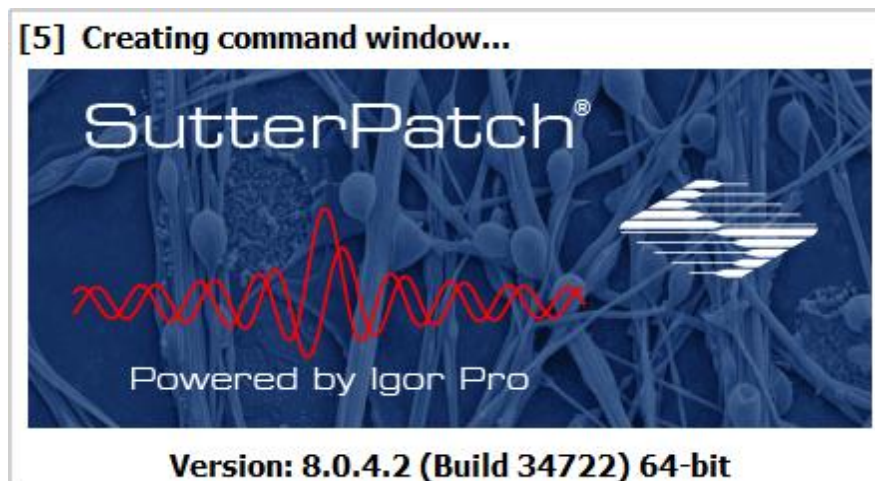 [5] Creating command window...
SutterPatch®
Powered by Igor Pro
Version: 8.0.4.2 (Build 34722) 64-bit